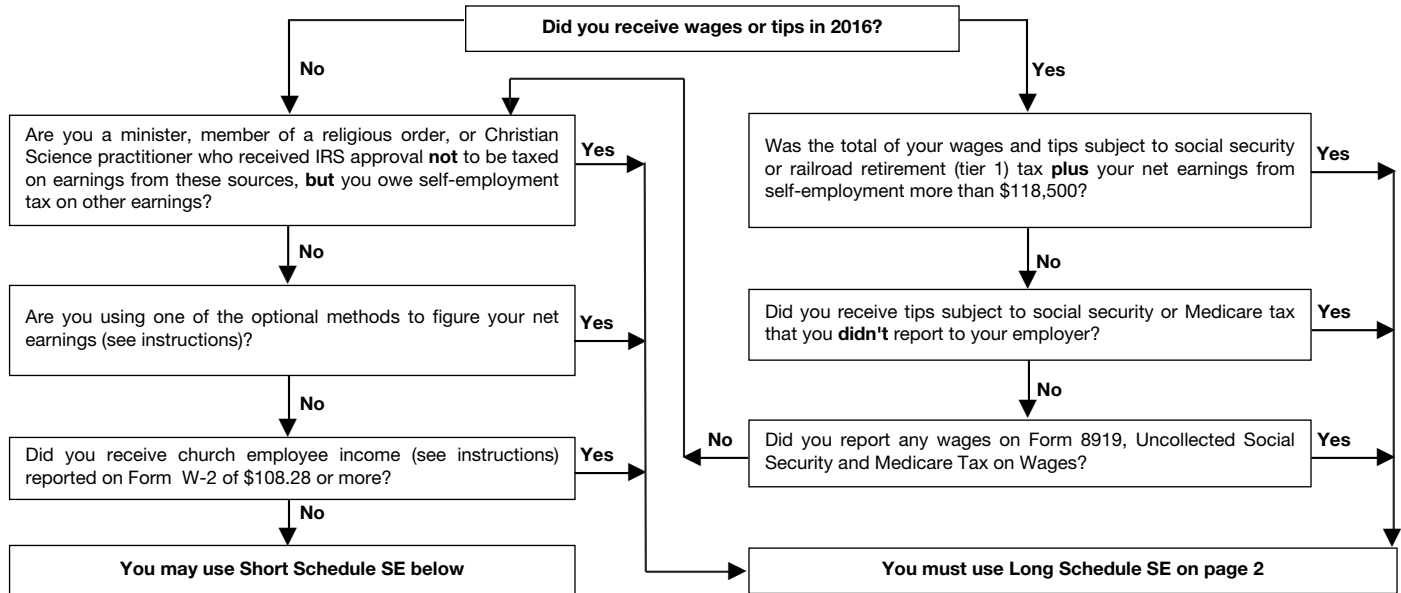 Did you receive wages or tips in 2016?
No
Yes
Are you a minister, member of a religious order, or Christian
Science practitioner who received IRS approval not to be taxed
on earnings from these sources, but you owe self-employment
tax on other earnings?
Yes
Was the total of your wages and tips subject to social security
or railroad retirement (tier 1) tax plus your net earnings from
self-employment more than $118,500?
Yes
No
No
Are you using one of the optional methods to figure your net
earnings (see instructions)?
Yes
Did you receive tips subject to social security or Medicare tax
that you didn't report to your employer?
Yes
No
No
Did you receive church employee income (see instructions)
reported on Form W-2 of $108.28 or more?
Yes
No
Did you report any wages on Form 8919, Uncollected Social
Security and Medicare Tax on Wages?
Yes
No
You may use Short Schedule SE below
You must use Long Schedule SE on page 2